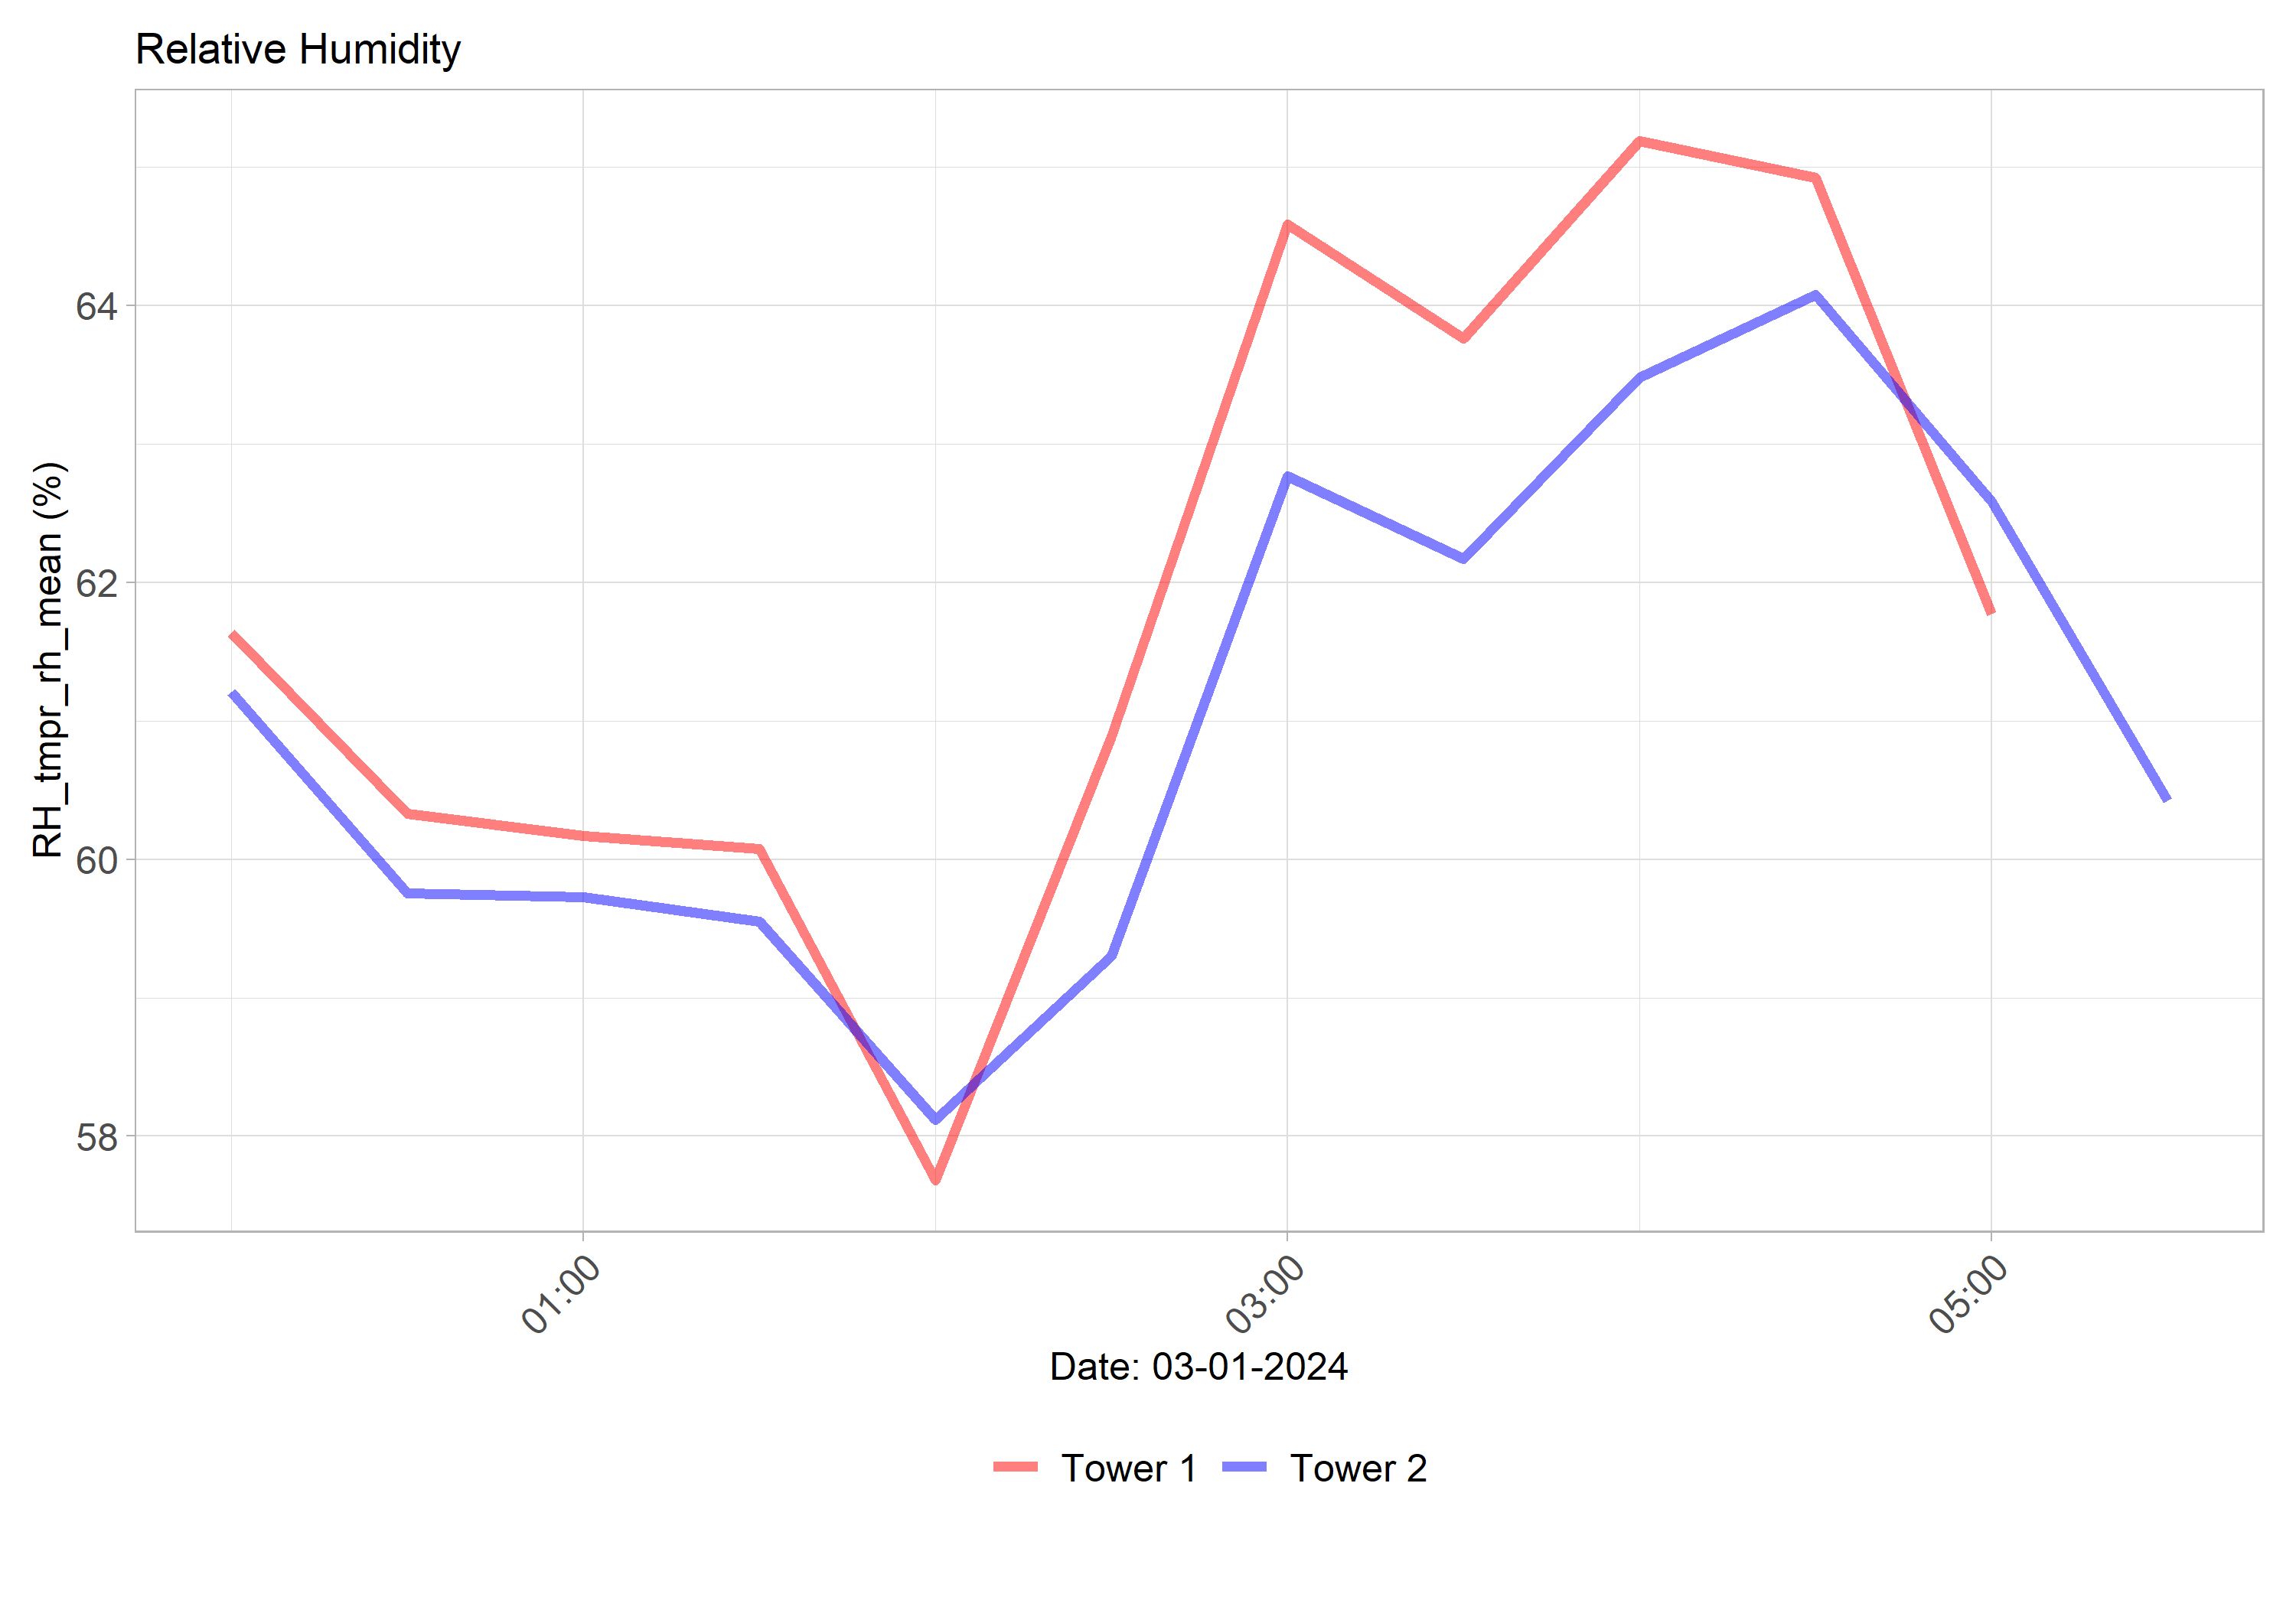 Relative Humidity
RH_tmpr_rh_mean (%)
64
62
60
58
01:00
03:00
05:00
Date: 03-01-2024
Tower 1
Tower 2